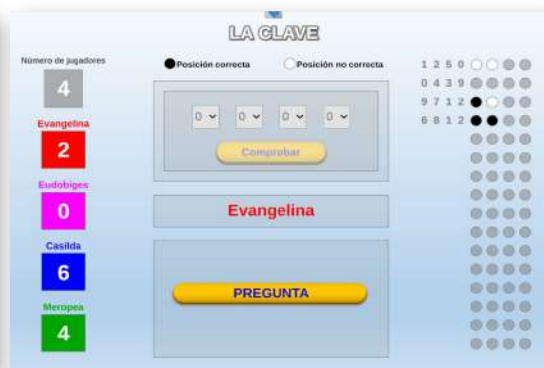 LA CLAVE
Número de jugadores
4
Evangelina
2
Eudobiges
0
Casilda
6
Meropea
4
Posición correcta
Posición no correcta
0 0 0 0
Comprobar
Evangelina
PREGUNTA
1 2 5 0
0 4 3 9
9 7 1 2
6 8 1 2